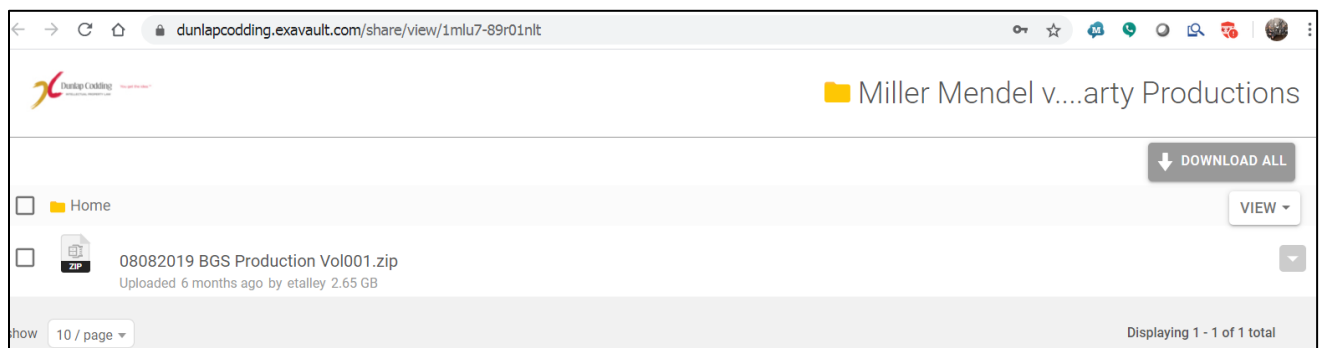 dunlapcodding.exavault.com/share/view/1mlu7-89r01nlt
Dunlap Codding
Miller Mendel v....arty Productions
DOWNLOAD ALL
Home
VIEW
ZIP
08082019 BGS Production Vol001.zip
Uploaded 6 months ago by etalley 2.65 GB
how 10 / page
Displaying 1 - 1 of 1 total